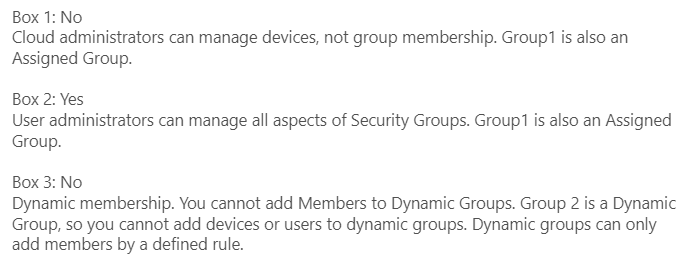 Box 1: No
Cloud administrators can manage devices, not group membership. Group1 is also an
Assigned Group.
Box 2: Yes
User administrators can manage all aspects of Security Groups. Group1 is also an Assigned
Group.
Box 3: No
Dynamic membership. You cannot add Members to Dynamic Groups. Group 2 is a Dynamic
Group, so you cannot add devices or users to dynamic groups. Dynamic groups can only
add members by a defined rule.